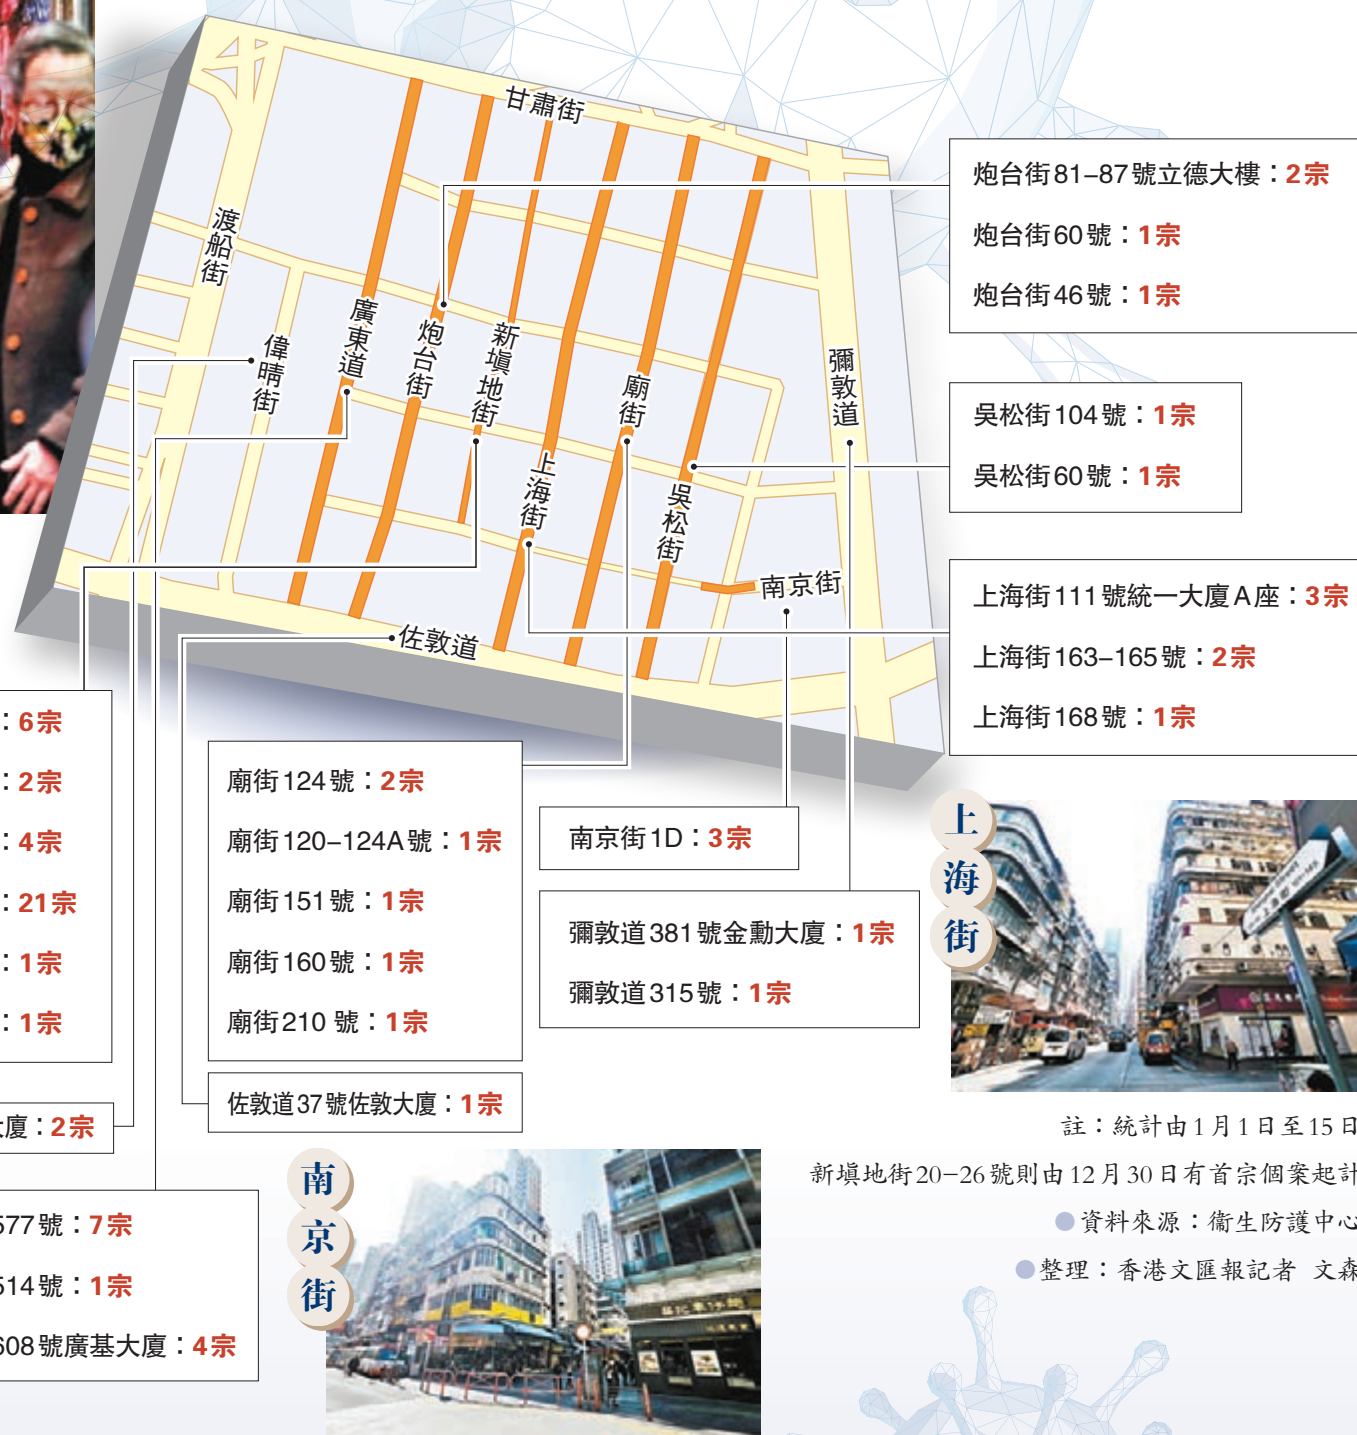 甘肅街
渡船街
偉晴街
廣東道
炮台街
新塡地街
上海街
廟街
吳松街
彌敦道
南京街
佐敦道
炮台街81–87號立德大樓：2宗
炮台街60號：1宗
炮台街46號：1宗
吳松街104號：1宗
吳松街60號：1宗
上海街111號統一大廈A座：3宗
上海街163–165號：2宗
上海街168號：1宗
：6宗
：2宗
：4宗
：21宗
：1宗
：1宗
大廈：2宗
577號：7宗
514號：1宗
608號廣基大廈：4宗
廟街124號：2宗
廟街120–124A號：1宗
廟街151號：1宗
廟街160號：1宗
廟街210 號：1宗
佐敦道37號佐敦大廈：1宗
南京街1D：3宗
彌敦道381號金勳大廈：1宗
彌敦道315號：1宗
上海街
南京街
註：統計由1月1日至15日
新塡地街20–26號則由12月30日有首宗個案起計
●資料來源：衞生防護中心
●整理：香港文匯報記者 文森